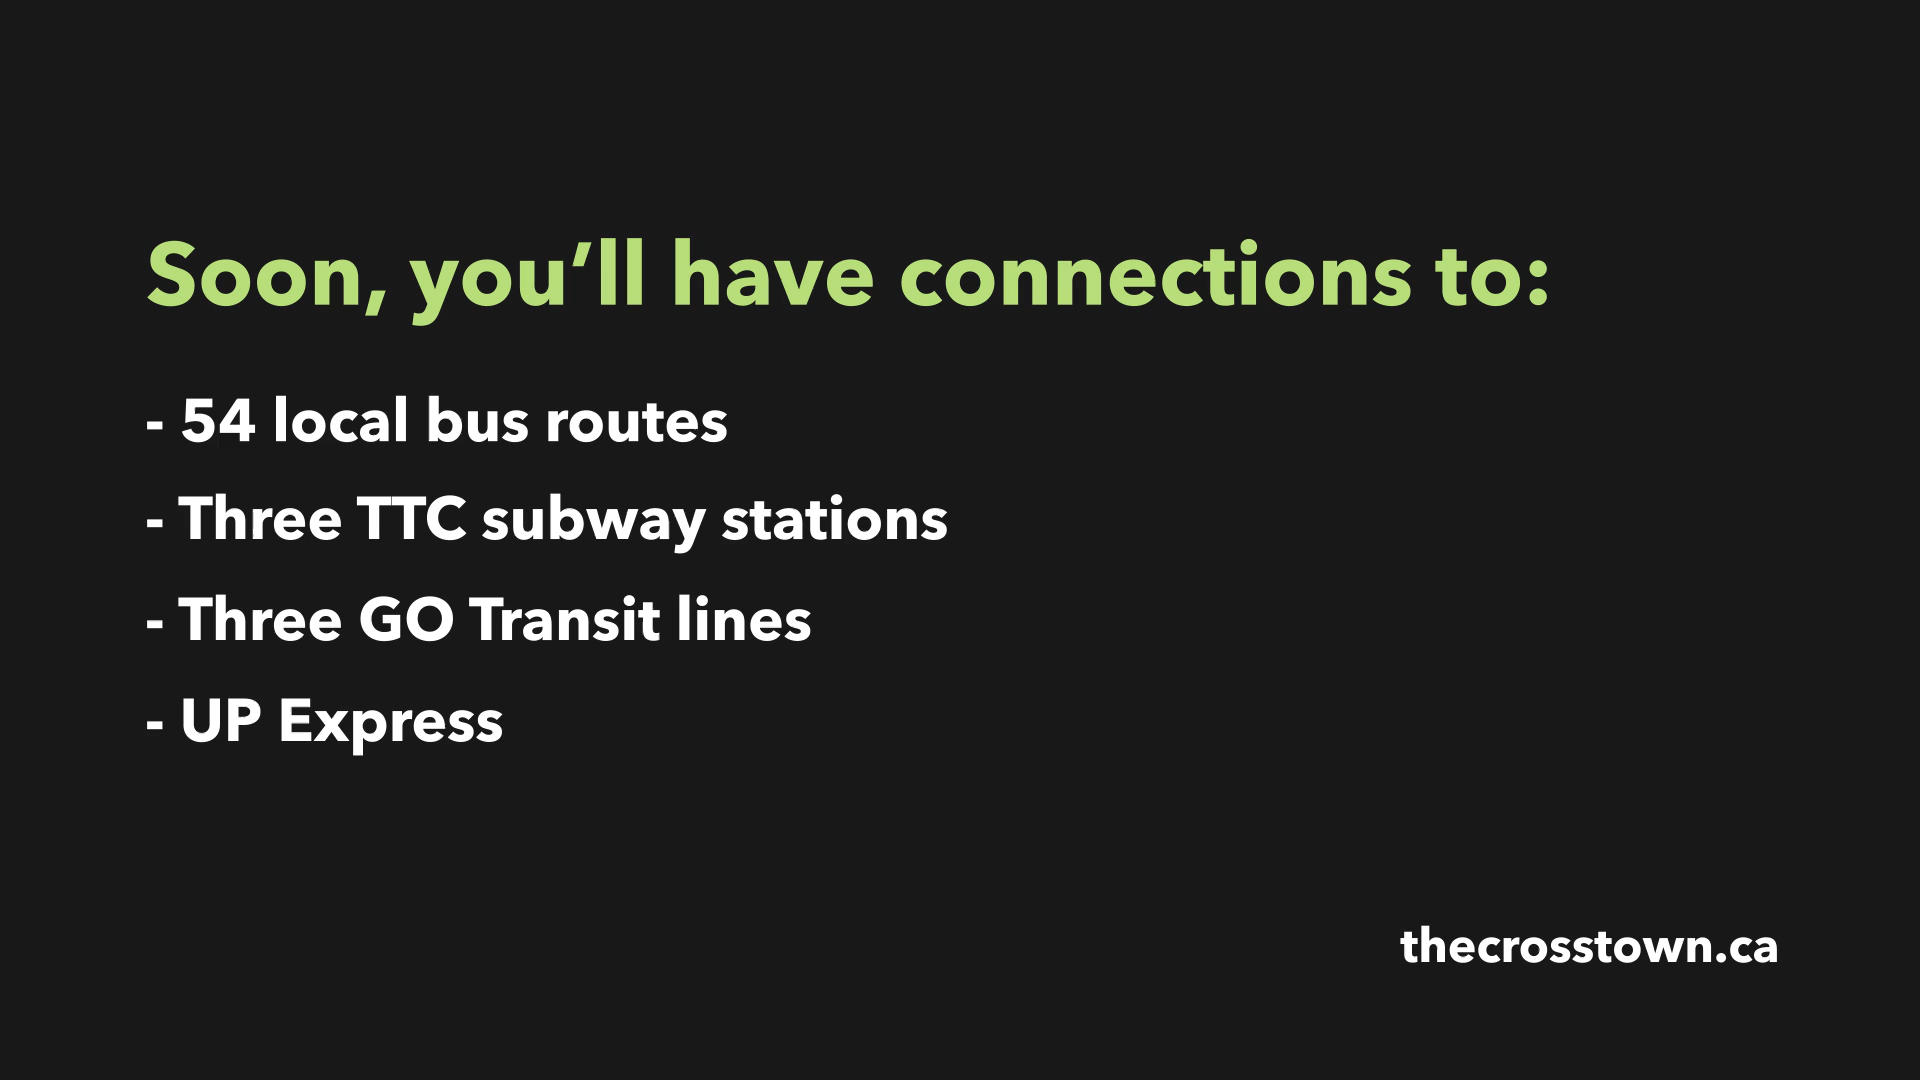 Soon, you’ll have connections to:
- 54 local bus routes
- Three TTC subway stations
- Three GO Transit lines
- UP Express
thecrosstown.ca